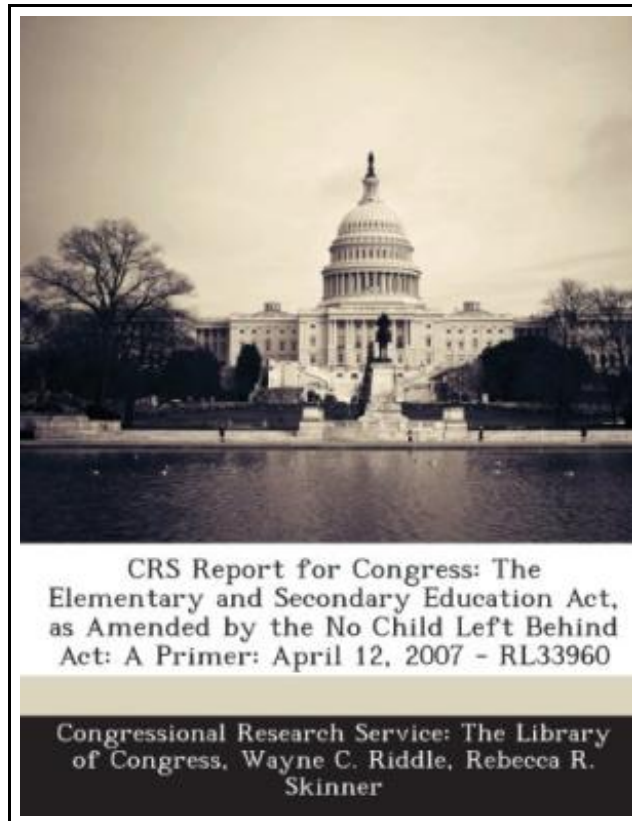 CRS Report for Congress: The
Elementary and Secondary Education Act,
as Amended by the No Child Left Behind
Act: A Primer: April 12, 2007 - RL33960
Congressional Research Service: The Library
of Congress, Wayne C. Riddle, Rebecca R.
Skinner